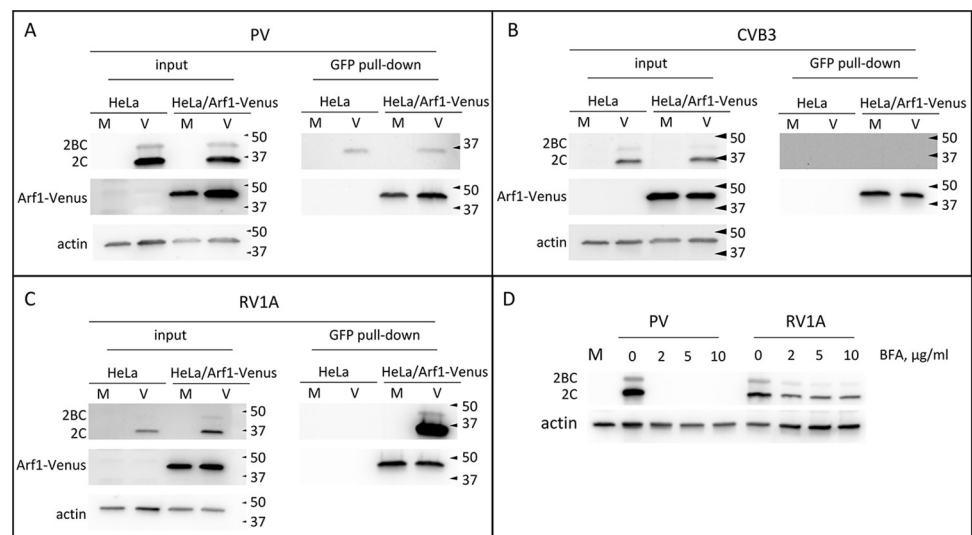 A
PV
input GFP pull-down
HeLa HeLa/Arf1-Venus HeLa HeLa/Arf1-Venus
M V M V M V M V
2BC 50
2C 37 37
Arf1-Venus 50 50
37 37
actin 50
37
B
CVB3
input GFP pull-down
HeLa HeLa/Arf1-Venus HeLa HeLa/Arf1-Venus
M V M V M V M V
2BC 50 50
2C 37 37
Arf1-Venus 50 50
37 37
actin 50
37
C
RV1A
input GFP pull-down
HeLa HeLa/Arf1-Venus HeLa HeLa/Arf1-Venus
M V M V M V M V
2BC 50 50
2C 37 37
Arf1-Venus 50 50
37 37
actin 50
37
D
PV RV1A
M 0 2 5 10 0 2 5 10 BFA, µg/ml
2BC
2C
actin